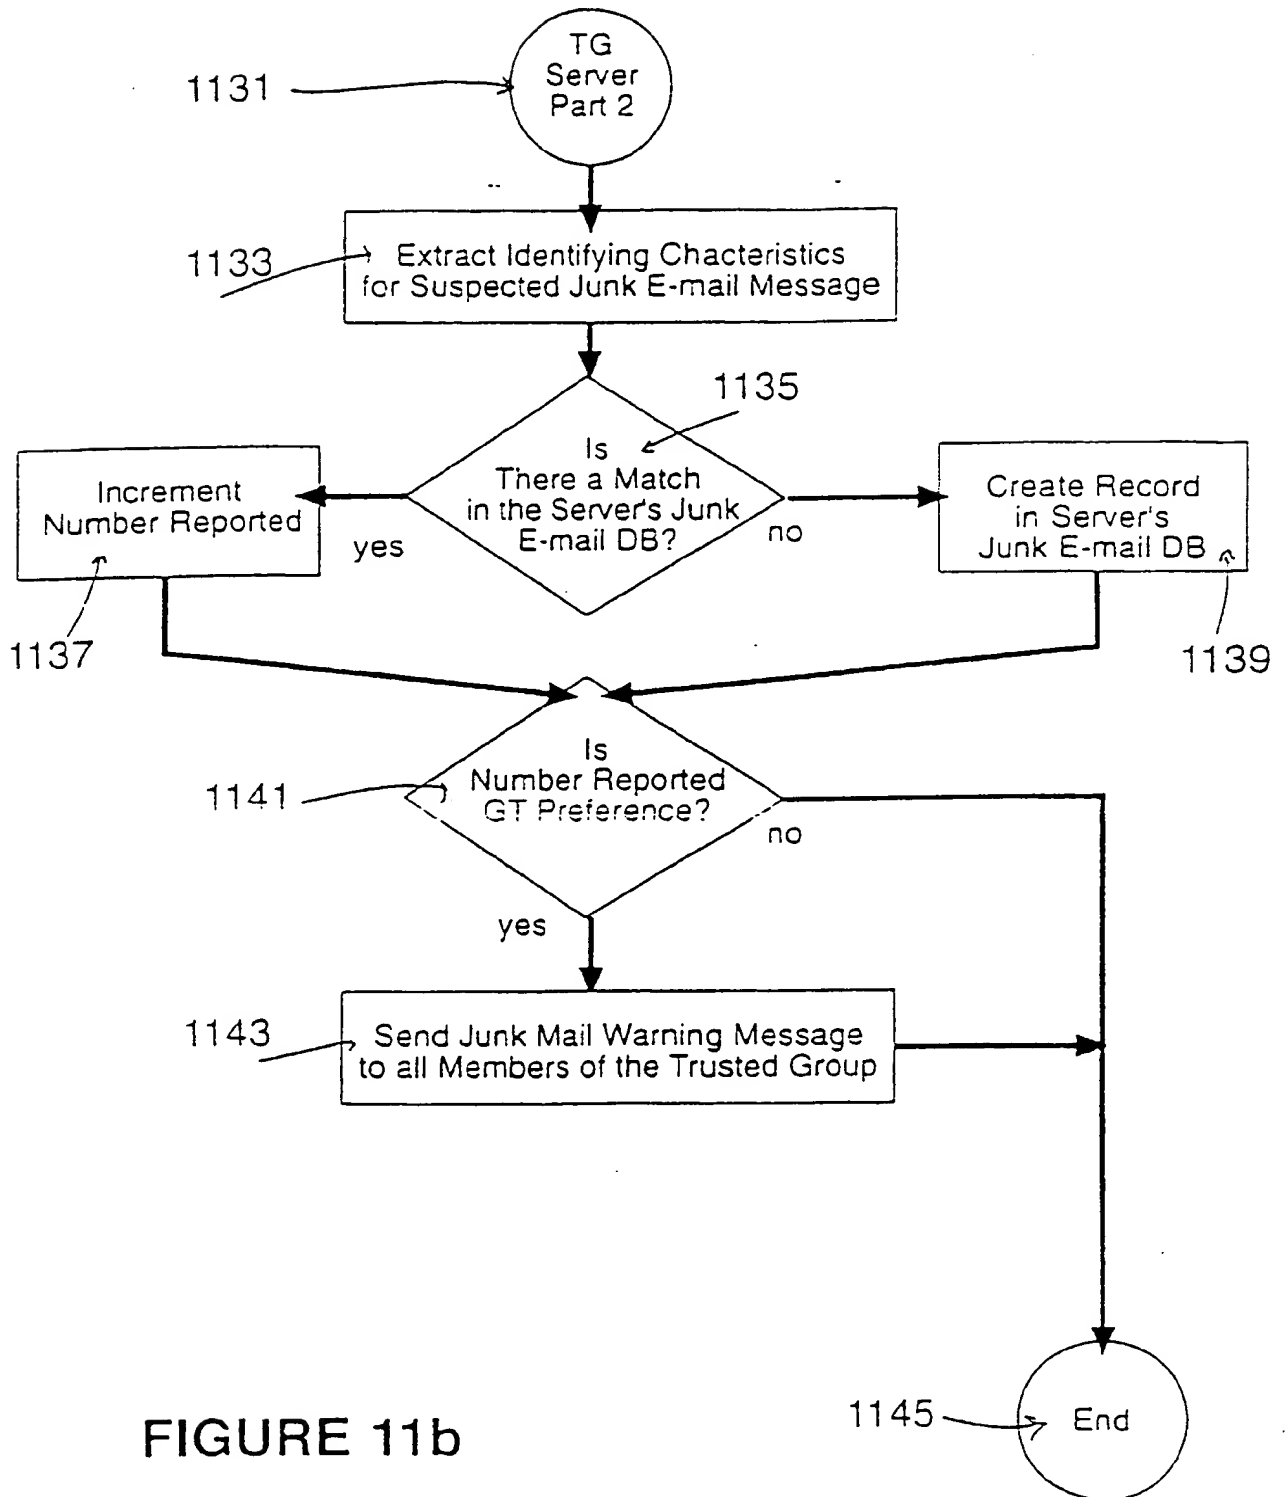 TG
Server
Part 2
1131
1133
Extract Identifying Chacteristics
for Suspected Junk E-mail Message
1135
Is
There a Match
in the Server's Junk
E-mail DB?
yes
no
Increment
Number Reported
1137
Create Record
in Server's
Junk E-mail DB
1139
Is
Number Reported
GT Preference?
1141
no
yes
1143
Send Junk Mail Warning Message
to all Members of the Trusted Group
1145
End
FIGURE 11b